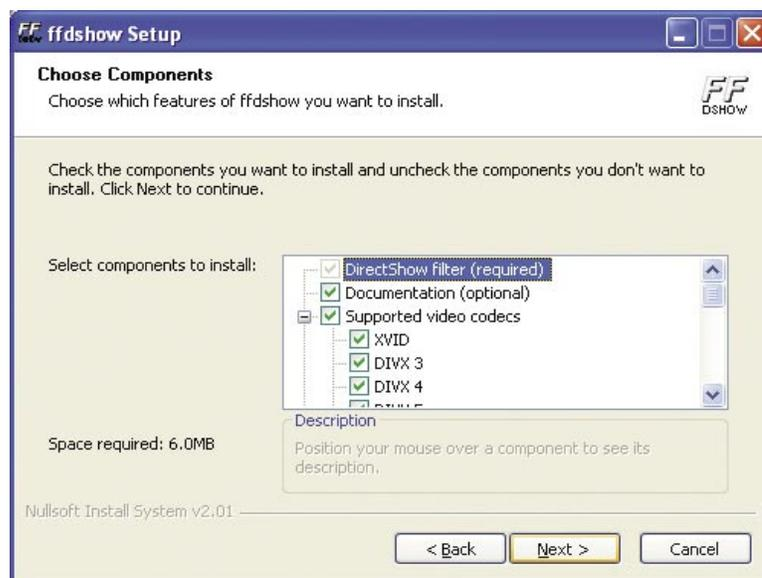 ffdshow Setup
Choose Components
Choose which features of ffdshow you want to install.
FF
DSHOW
Check the components you want to install and uncheck the components you don't want to
install. Click Next to continue.
Select components to install:
DirectShow filter (required)
Documentation (optional)
Supported video codecs
XVID
DIVX 3
DIVX 4
Description
Space required: 6.0MB
Position your mouse over a component to see its
description.
Nullsoft Install System v2.01
< Back
Next >
Cancel